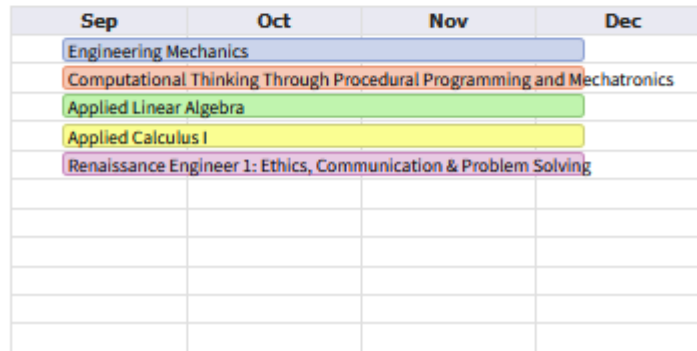 Sep Oct Nov Dec
Engineering Mechanics
Computational Thinking Through Procedural Programming and Mechatronics
Applied Linear Algebra
Applied Calculus I
Renaissance Engineer 1: Ethics, Communication & Problem Solving